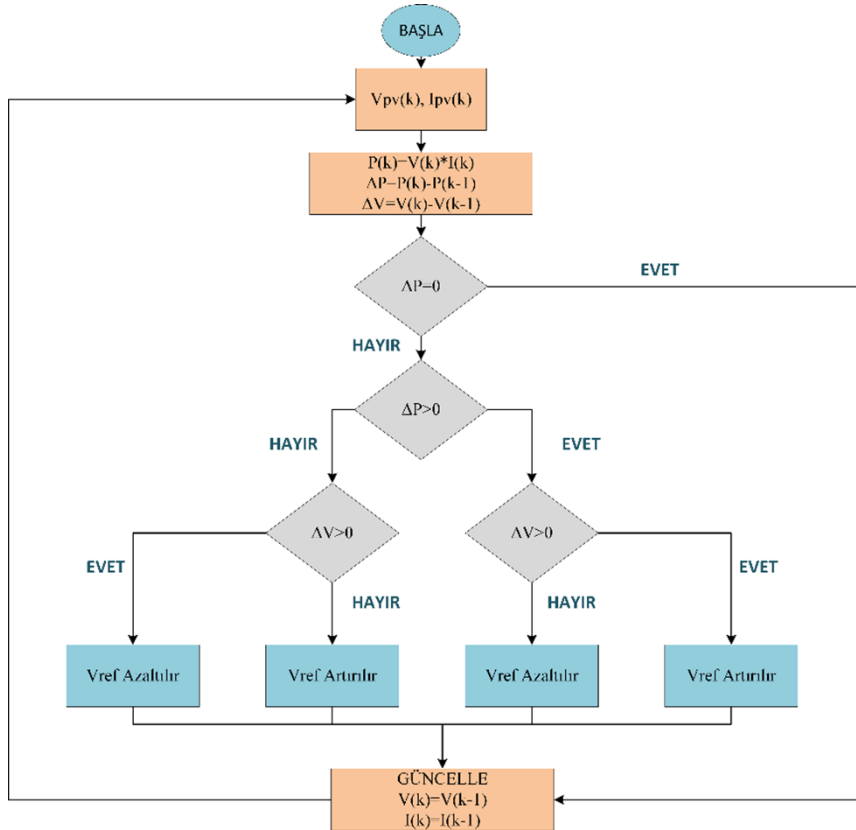 BAŞLA
Vpv(k), Ipv(k)
P(k)=V(k)*I(k)
ΔP=P(k)-P(k-1)
ΔV=V(k)-V(k-1)
ΔP=0
EVET
HAYIR
ΔP>0
HAYIR
EVET
ΔV>0
ΔV>0
EVET
HAYIR
HAYIR
EVET
Vref Azaltılır
Vref Artırılır
Vref Azaltılır
Vref Artırılır
GÜNCELLE
V(k)=V(k-1)
I(k)=I(k-1)